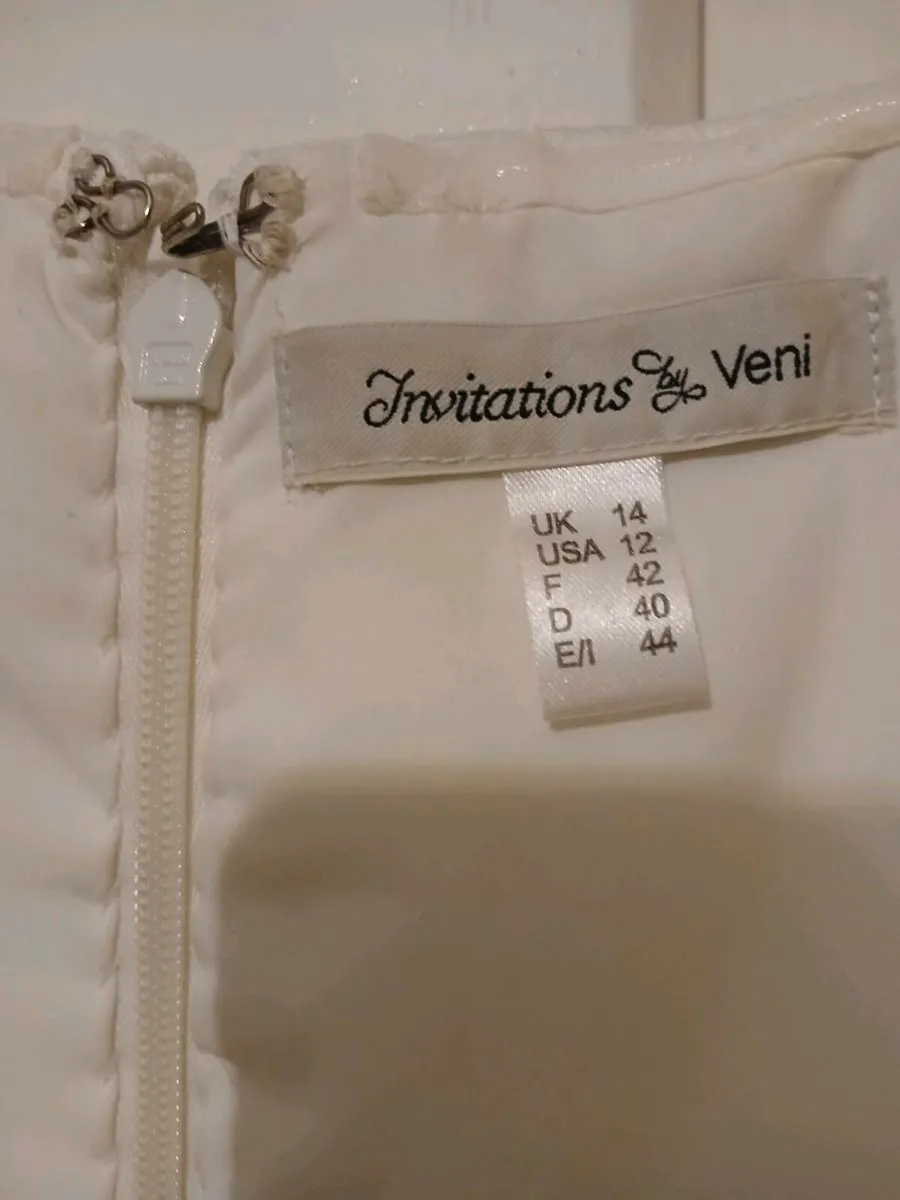 Invitations by Veni
UK 14
USA 12
F 42
D 40
E/I 44